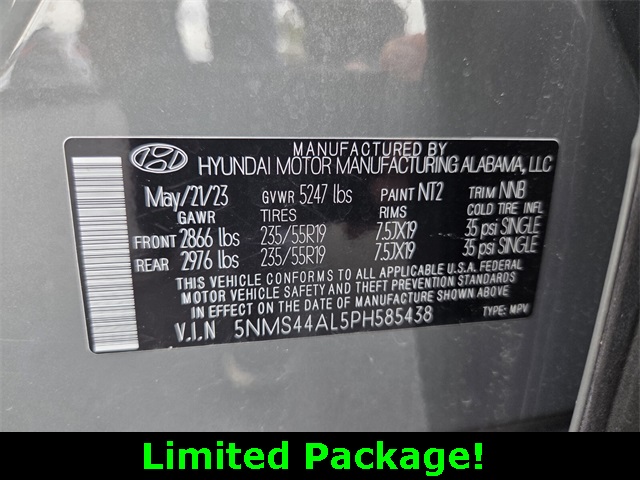 MANUFACTURED BY
HYUNDAI MOTOR MANUFACTURING ALABAMA, LLC
May/21/23 GVWR 5247 lbs PAINT NT2 TRIM NNB
GAWR TIRES RIMS COLD TIRE INFL
FRONT 2866 lbs 235/55R19 7.5JX19 35 psi SINGLE
REAR 2976 lbs 235/55R19 7.5JX19 35 psi SINGLE
THIS VEHICLE CONFORMS TO ALL APPLICABLE U.S.A. FEDERAL
MOTOR VEHICLE SAFETY AND THEFT PREVENTION STANDARDS
IN EFFECT ON THE DATE OF MANUFACTURE SHOWN ABOVE
V.I.N 5NMS44AL5PH585438 TYPE: MPV
Limited Package!